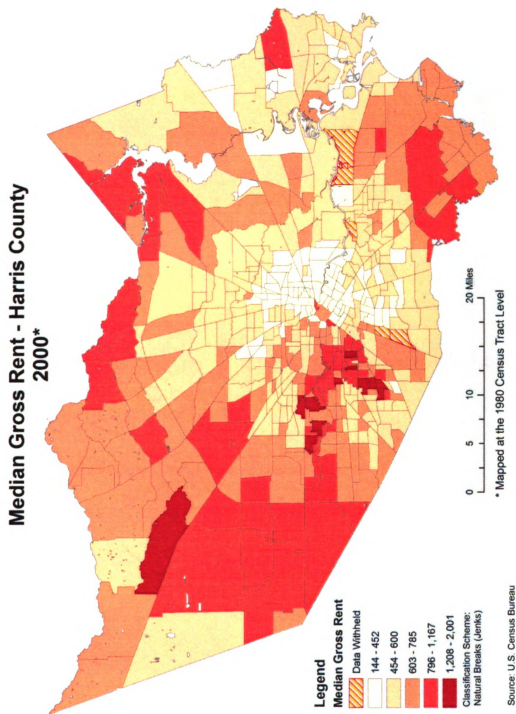 Median Gross Rent - Harris County
2000*
Legend
Median Gross Rent
Data Withheld
144 - 452
454 - 600
603 - 785
796 - 1,167
1,208 - 2,001
Classification Scheme:
Natural Breaks (Jenks)
0 5 10 20 Miles
* Mapped at the 1980 Census Tract Level
Source: U.S. Census Bureau